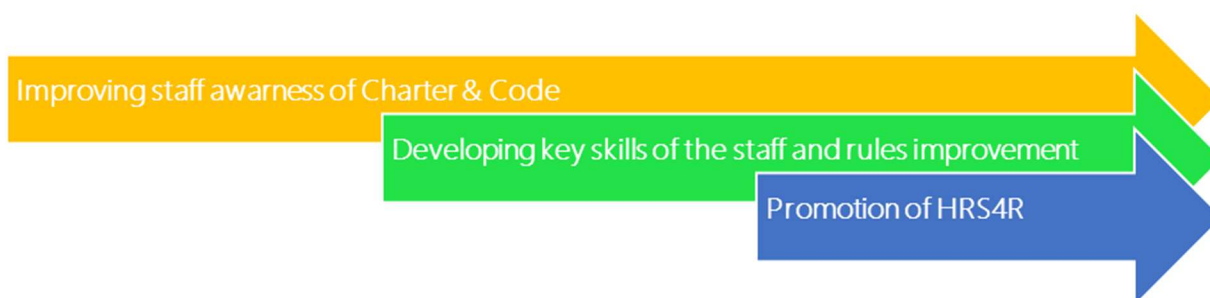 Improving staff awarness of Charter & Code
Developing key skills of the staff and rules improvement
Promotion of HRS4R